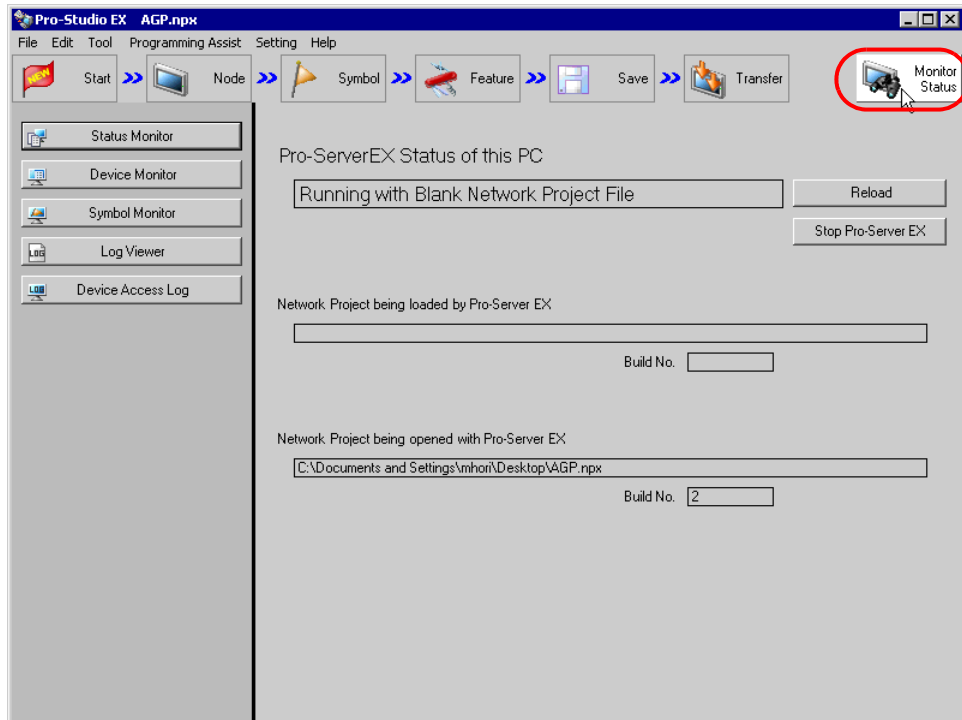 Pro-Studio EX AGP.npx
File Edit Tool Programming Assist Setting Help
NEW Start Node Symbol Feature Save Transfer Monitor Status
Status Monitor
Device Monitor
Symbol Monitor
LOG Log Viewer
LOG Device Access Log
Pro-ServerEX Status of this PC
Running with Blank Network Project File
Reload
Stop Pro-Server EX
Network Project being loaded by Pro-Server EX
Build No.
Network Project being opened with Pro-Server EX
C:\Documents and Settings\mhori\Desktop\AGP.npx
Build No. 2